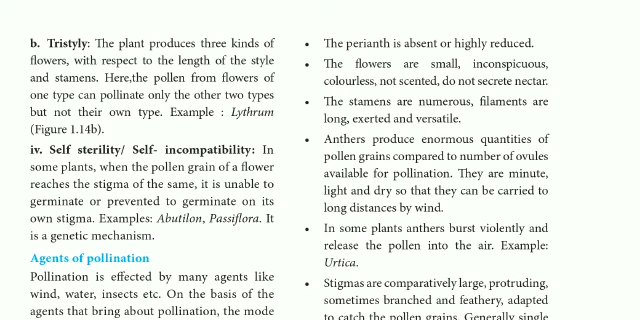 b. Tristyly: The plant produces three kinds of
flowers, with respect to the length of the style
and stamens. Here,the pollen from flowers of
one type can pollinate only the other two types
but not their own type. Example : Lythrum
(Figure 1.14b).
iv. Self sterility/ Self- incompatibility: In
some plants, when the pollen grain of a flower
reaches the stigma of the same, it is unable to
germinate or prevented to germinate on its
own stigma. Examples: Abutilon, Passiflora. It
is a genetic mechanism.
Agents of pollination
Pollination is effected by many agents like
wind, water, insects etc. On the basis of the
agents that bring about pollination, the mode
• The perianth is absent or highly reduced.
• The flowers are small, inconspicuous,
colourless, not scented, do not secrete nectar.
• The stamens are numerous, filaments are
long, exerted and versatile.
• Anthers produce enormous quantities of
pollen grains compared to number of ovules
available for pollination. They are minute,
light and dry so that they can be carried to
long distances by wind.
• In some plants anthers burst violently and
release the pollen into the air. Example:
Urtica.
• Stigmas are comparatively large, protruding,
sometimes branched and feathery, adapted
to catch the pollen grains. Generally single